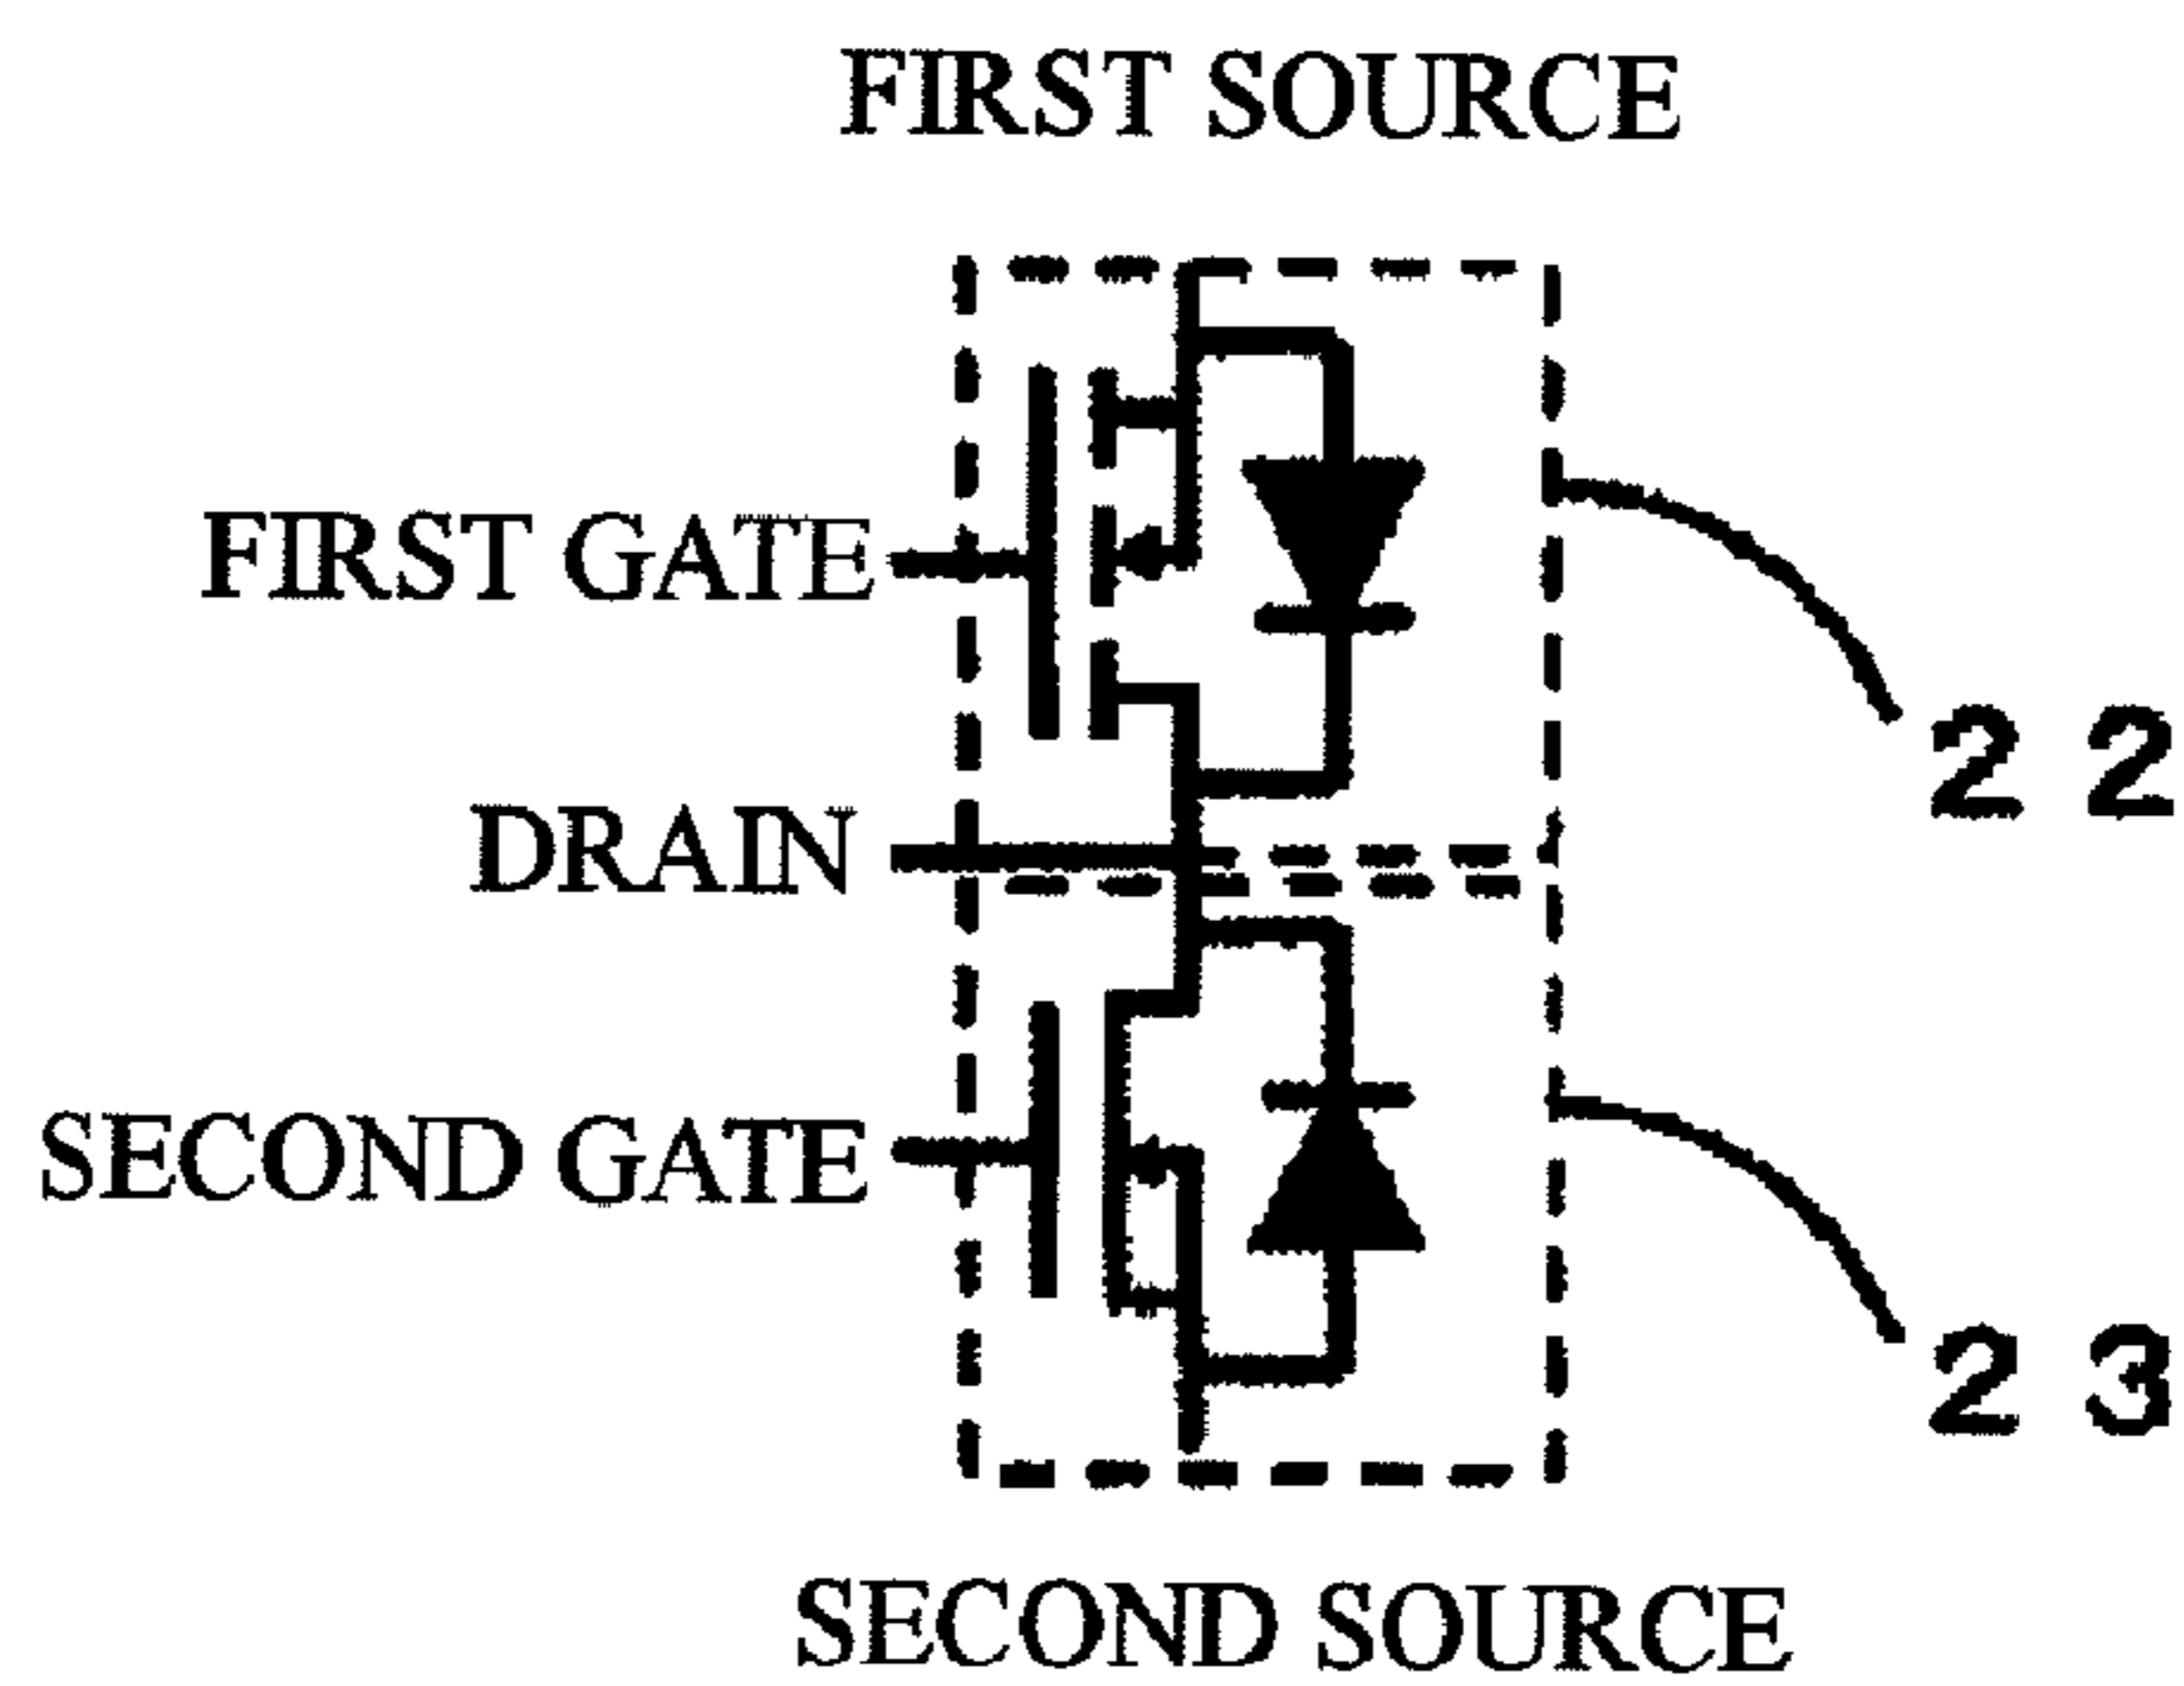 FIRST SOURCE
FIRST GATE
22
DRAIN
SECOND GATE
23
SECOND SOURCE